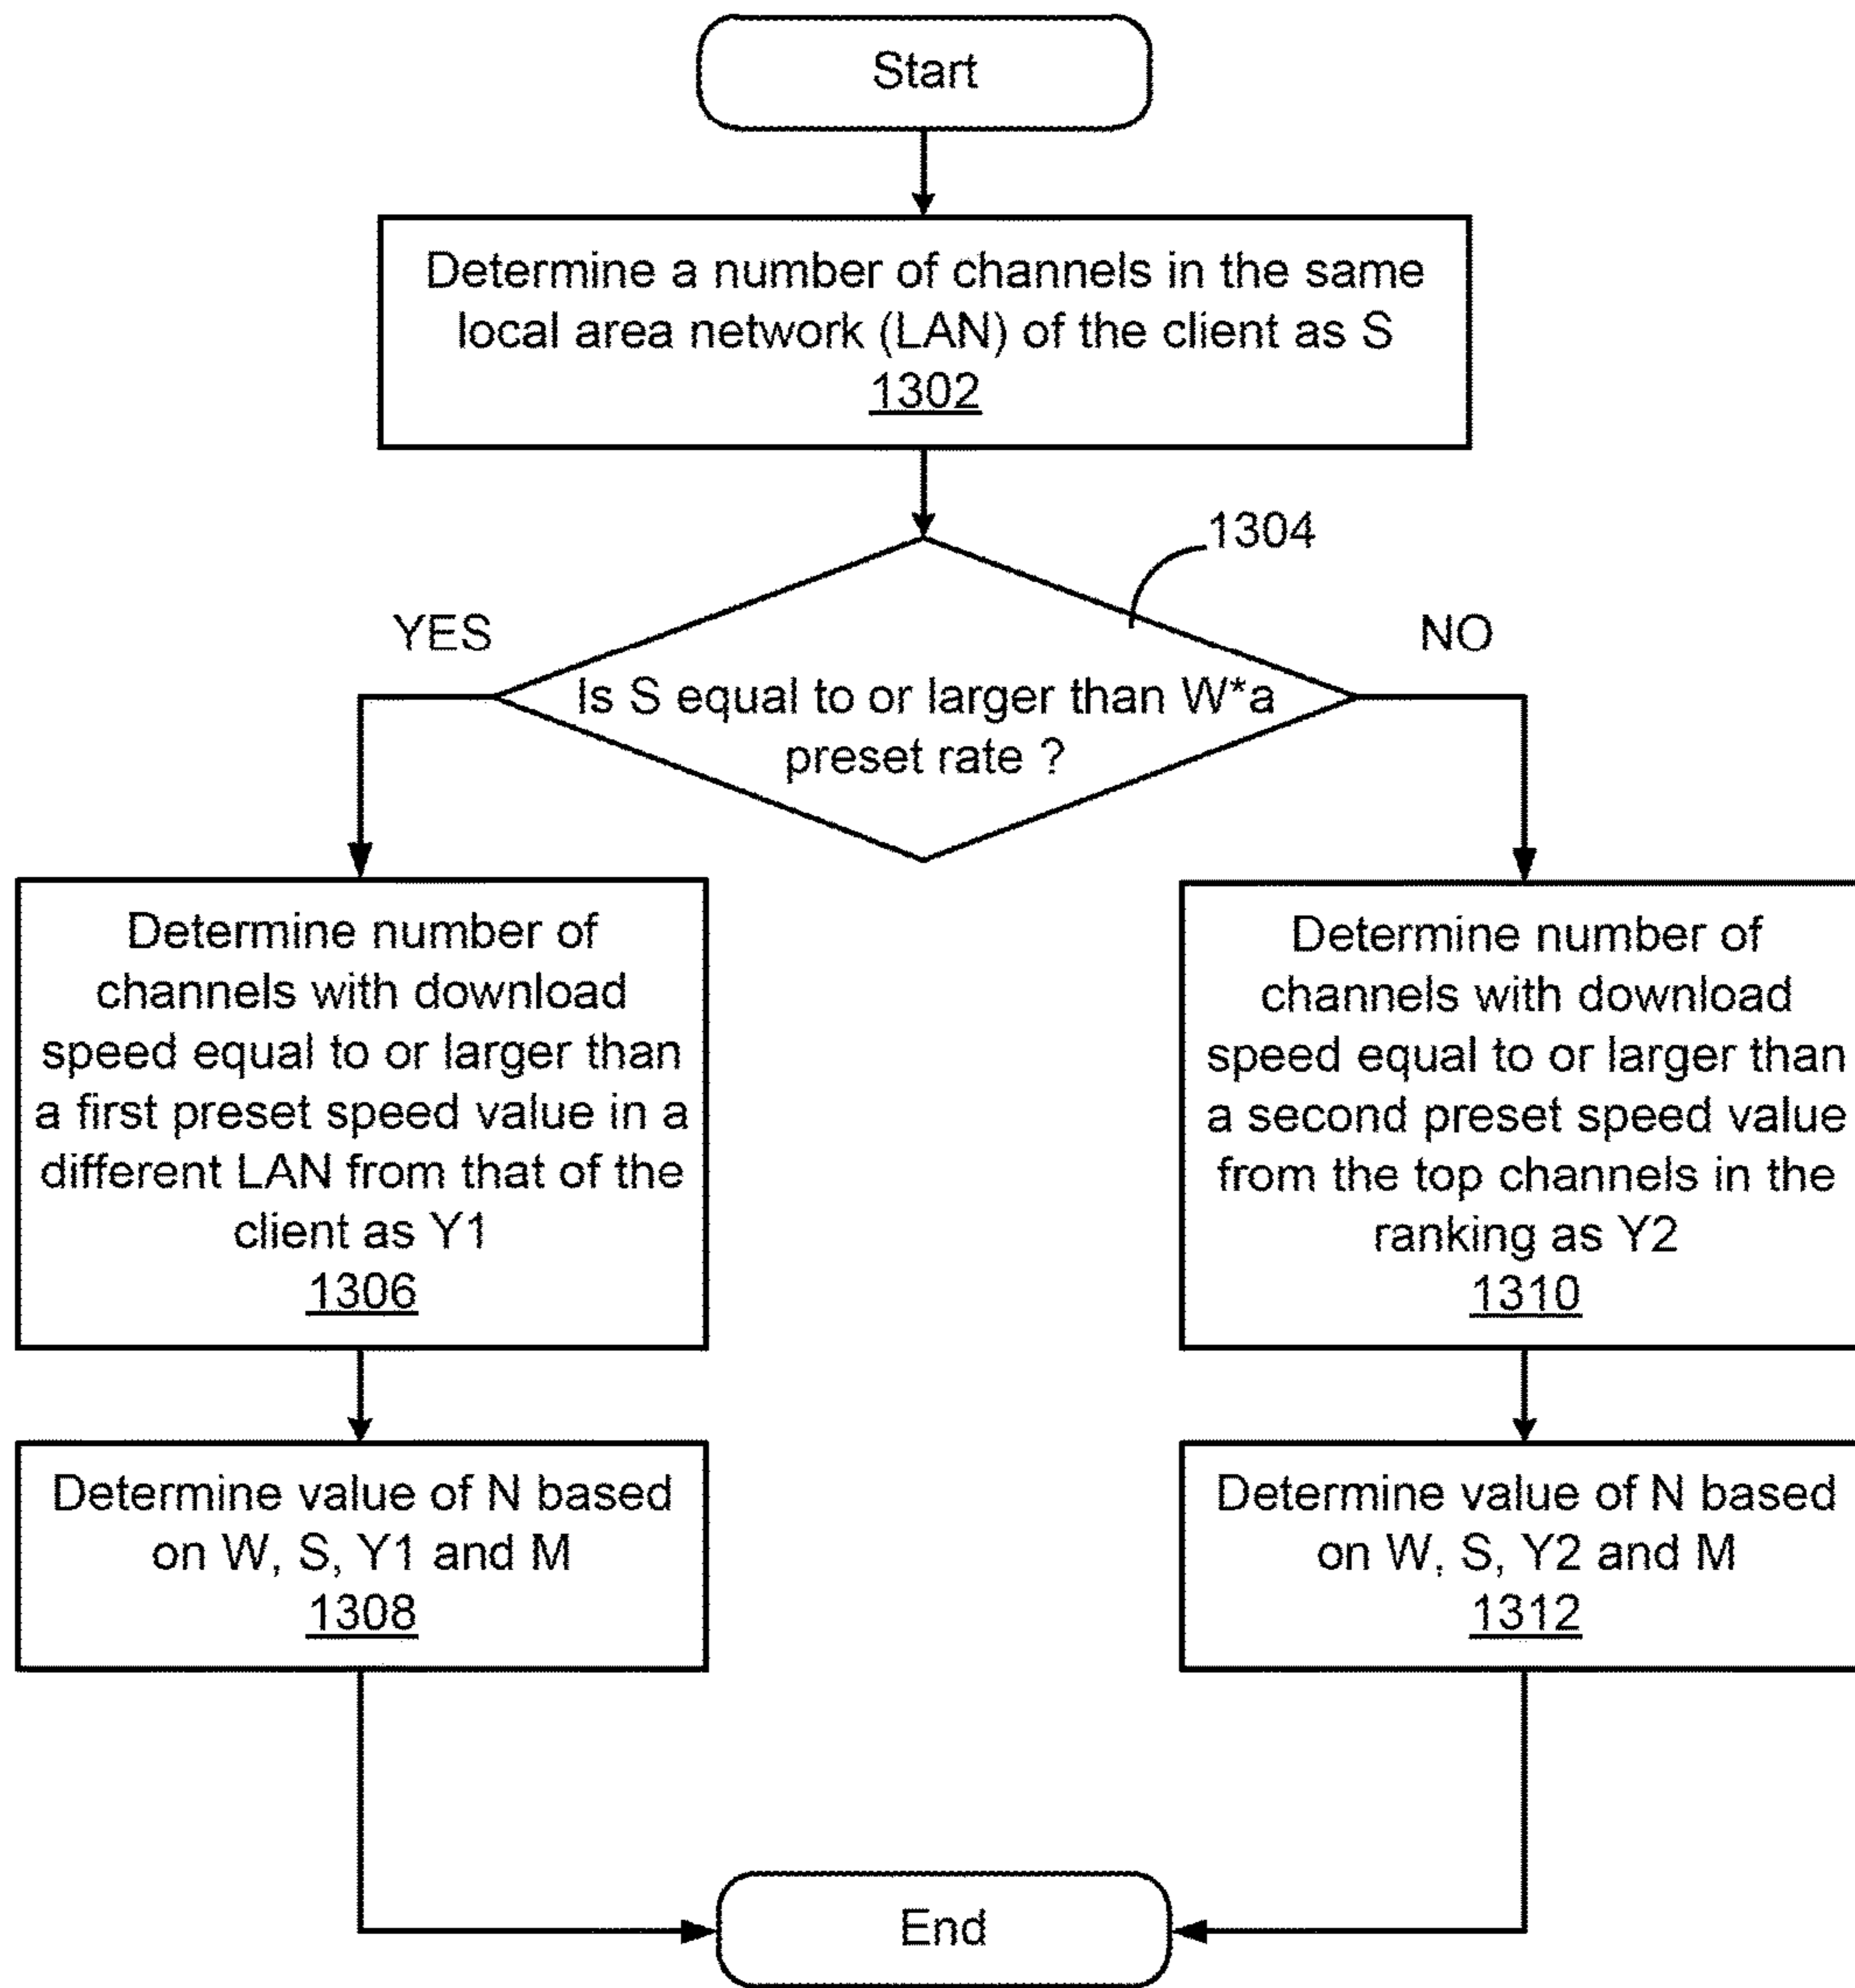 Start
Determine a number of channels in the same
local area network (LAN) of the client as S
1302
1304
YES
NO
Is S equal to or larger than W*a
preset rate ?
Determine number of
channels with download
speed equal to or larger than
a first preset speed value in a
different LAN from that of the
client as Y1
1306
Determine number of
channels with download
speed equal to or larger than
a second preset speed value
from the top channels in the
ranking as Y2
1310
Determine value of N based
on W, S, Y1 and M
1308
Determine value of N based
on W, S, Y2 and M
1312
End